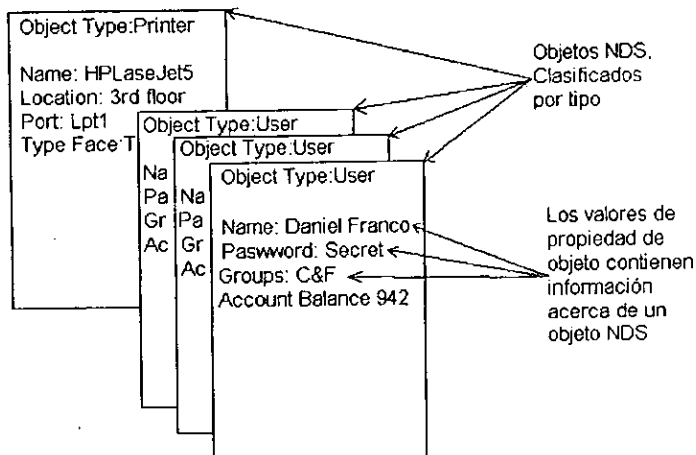 Object Type:Printer
Name: HPLaseJet5
Location: 3rd floor
Port: Lpt1
Type Face:T
Object Type:User
Na
Pa
Gr
Ac
Object Type:User
Na
Pa
Gr
Ac
Object Type:User
Name: Daniel Franco
Paswword: Secret
Groups: C&F
Account Balance 942
Objetos NDS.
Clasificados
por tipo
Los valores de
propiedad de
objeto contienen
información
acerca de un
objeto NDS